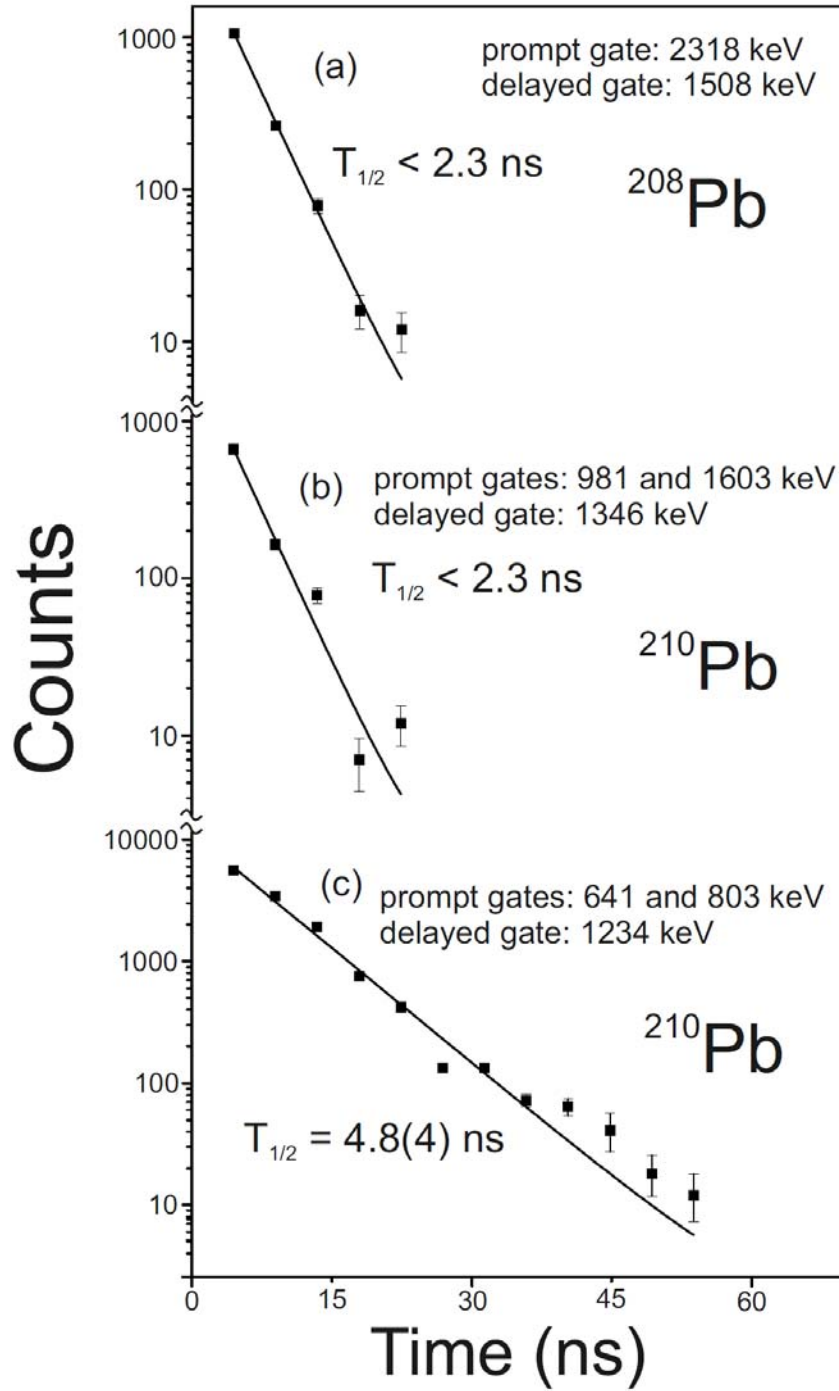 1000
100
10
(a)
prompt gate: 2318 keV
delayed gate: 1508 keV
T1/2 < 2.3 ns
208Pb
1000
100
10
(b)
prompt gates: 981 and 1603 keV
delayed gate: 1346 keV
T1/2 < 2.3 ns
210Pb
Counts
10000
1000
100
10
(c)
prompt gates: 641 and 803 keV
delayed gate: 1234 keV
210Pb
T1/2 = 4.8(4) ns
0 15 30 45 60
Time (ns)